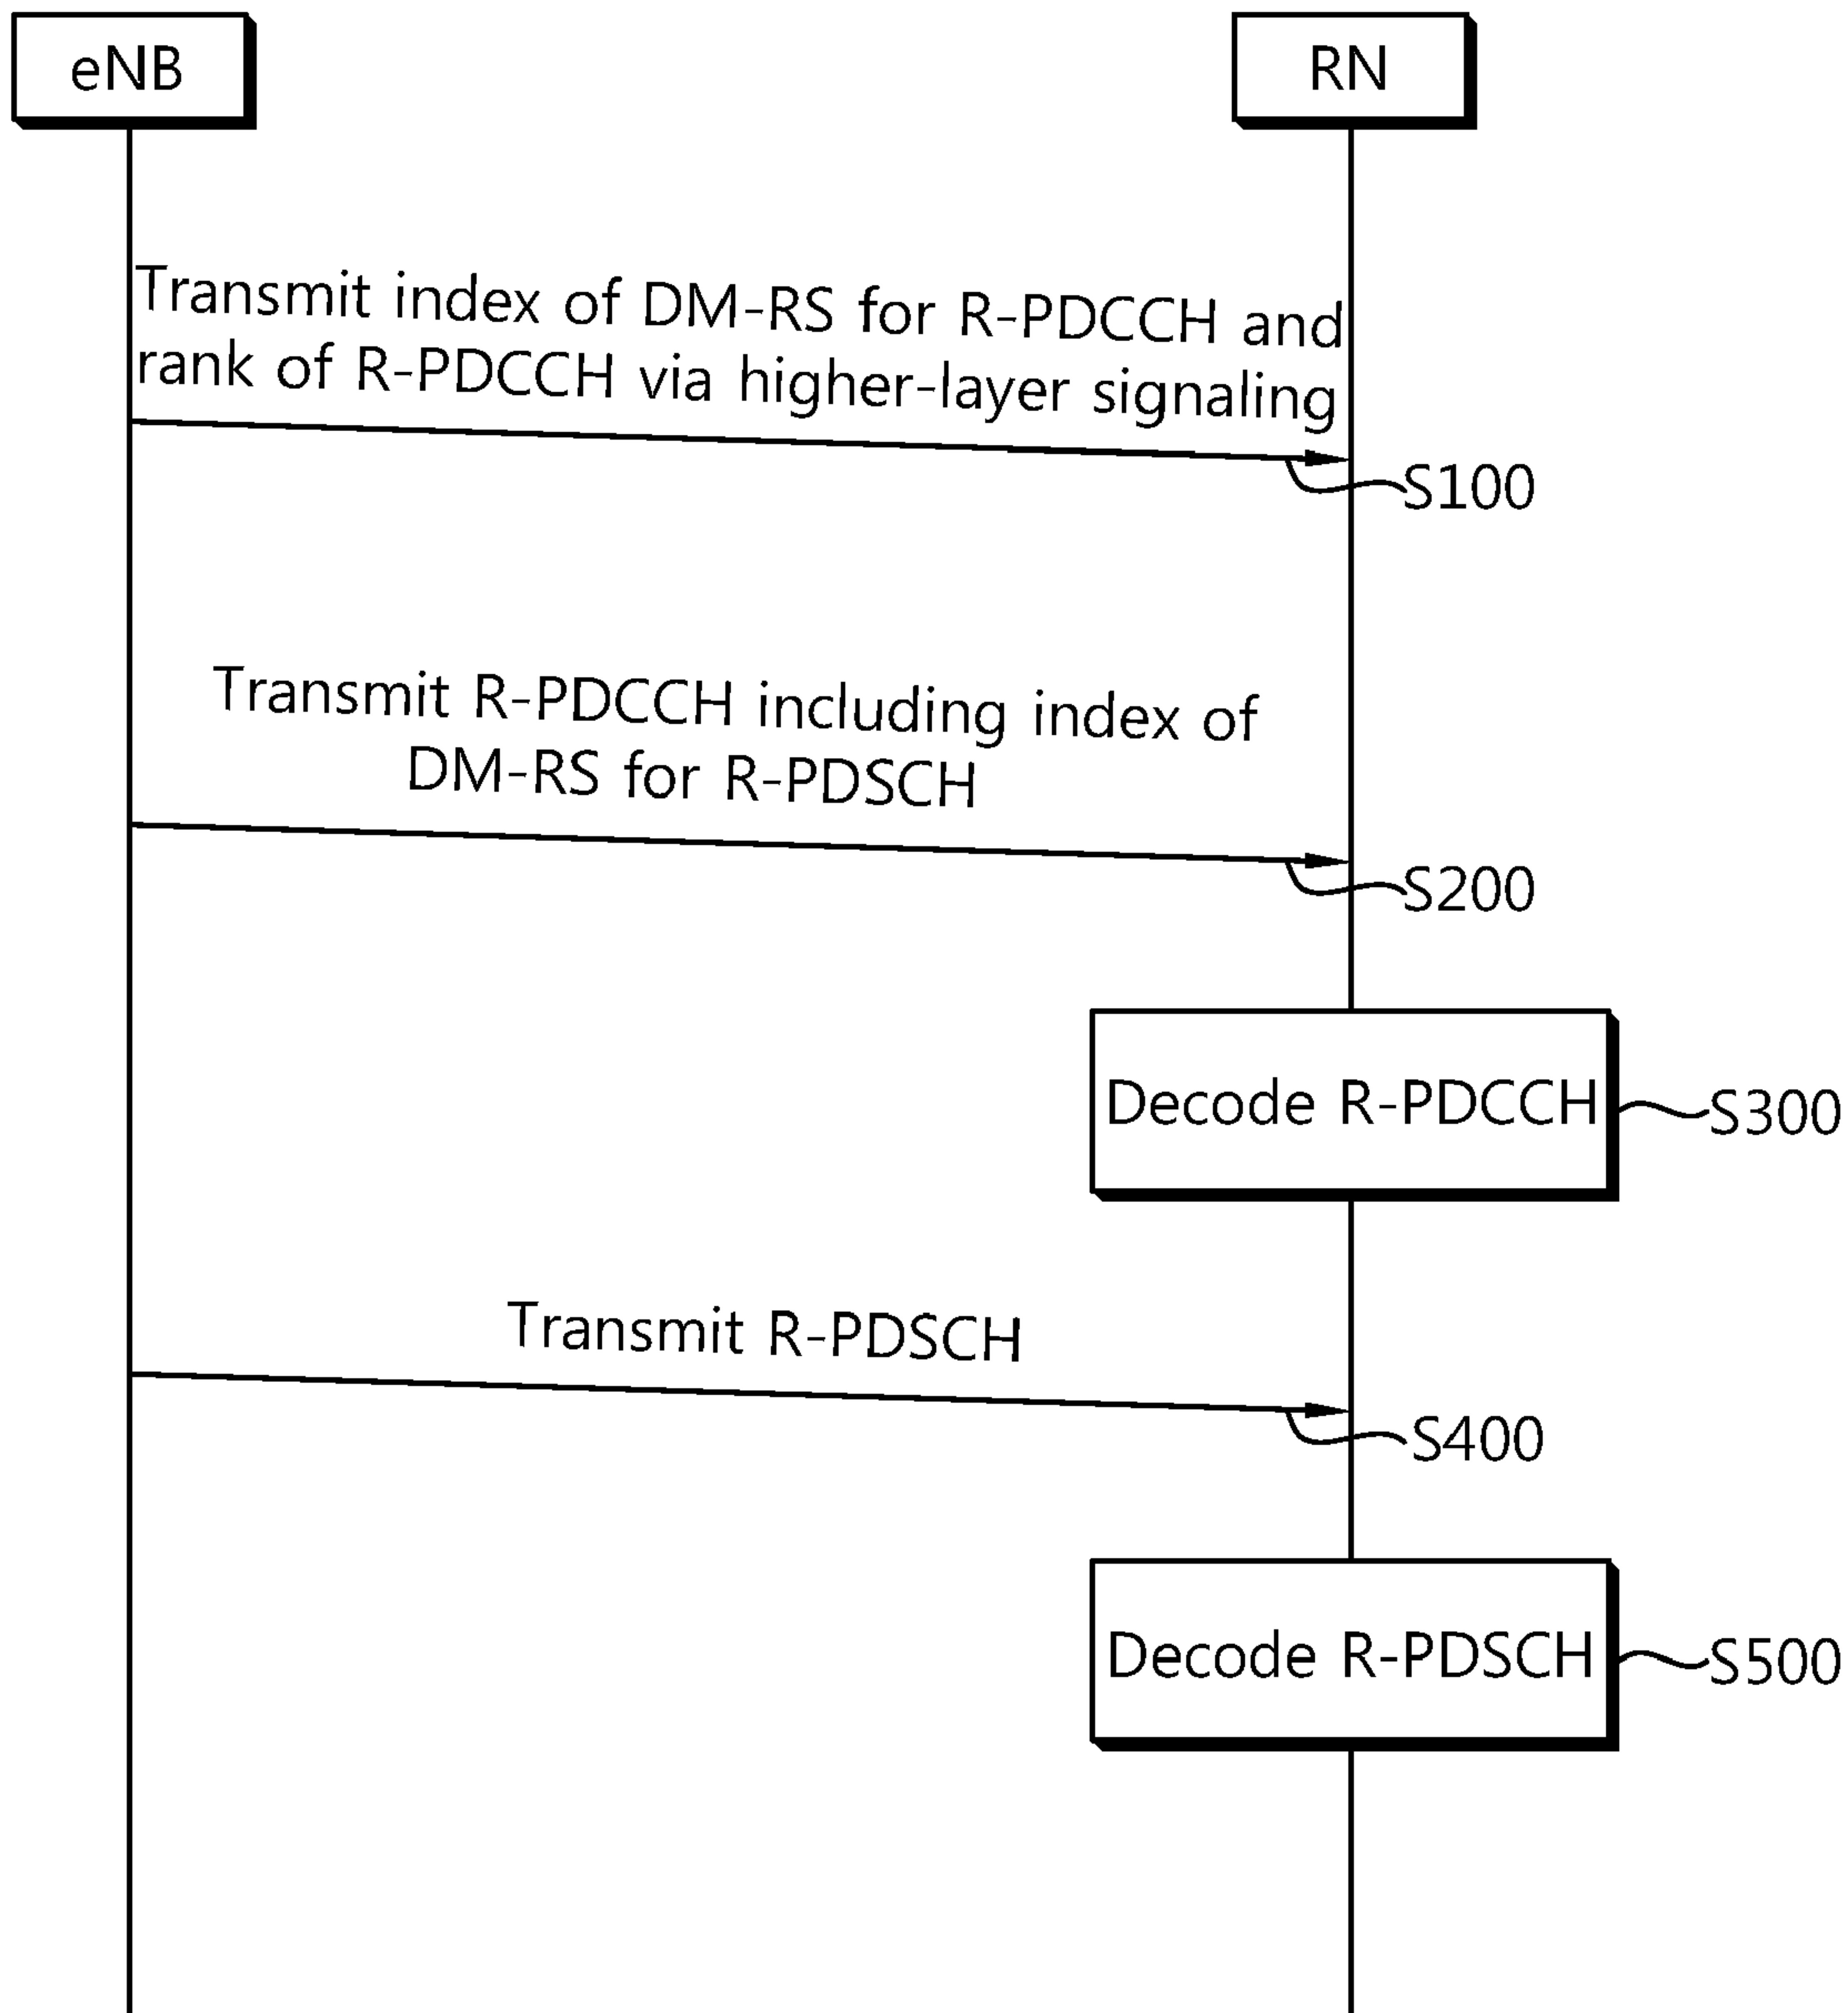 eNB
RN
Transmit index of DM-RS for R-PDCCH and
rank of R-PDCCH via higher-layer signaling
S100
Transmit R-PDCCH including index of
DM-RS for R-PDSCH
S200
Decode R-PDCCH
S300
Transmit R-PDSCH
S400
Decode R-PDSCH
S500